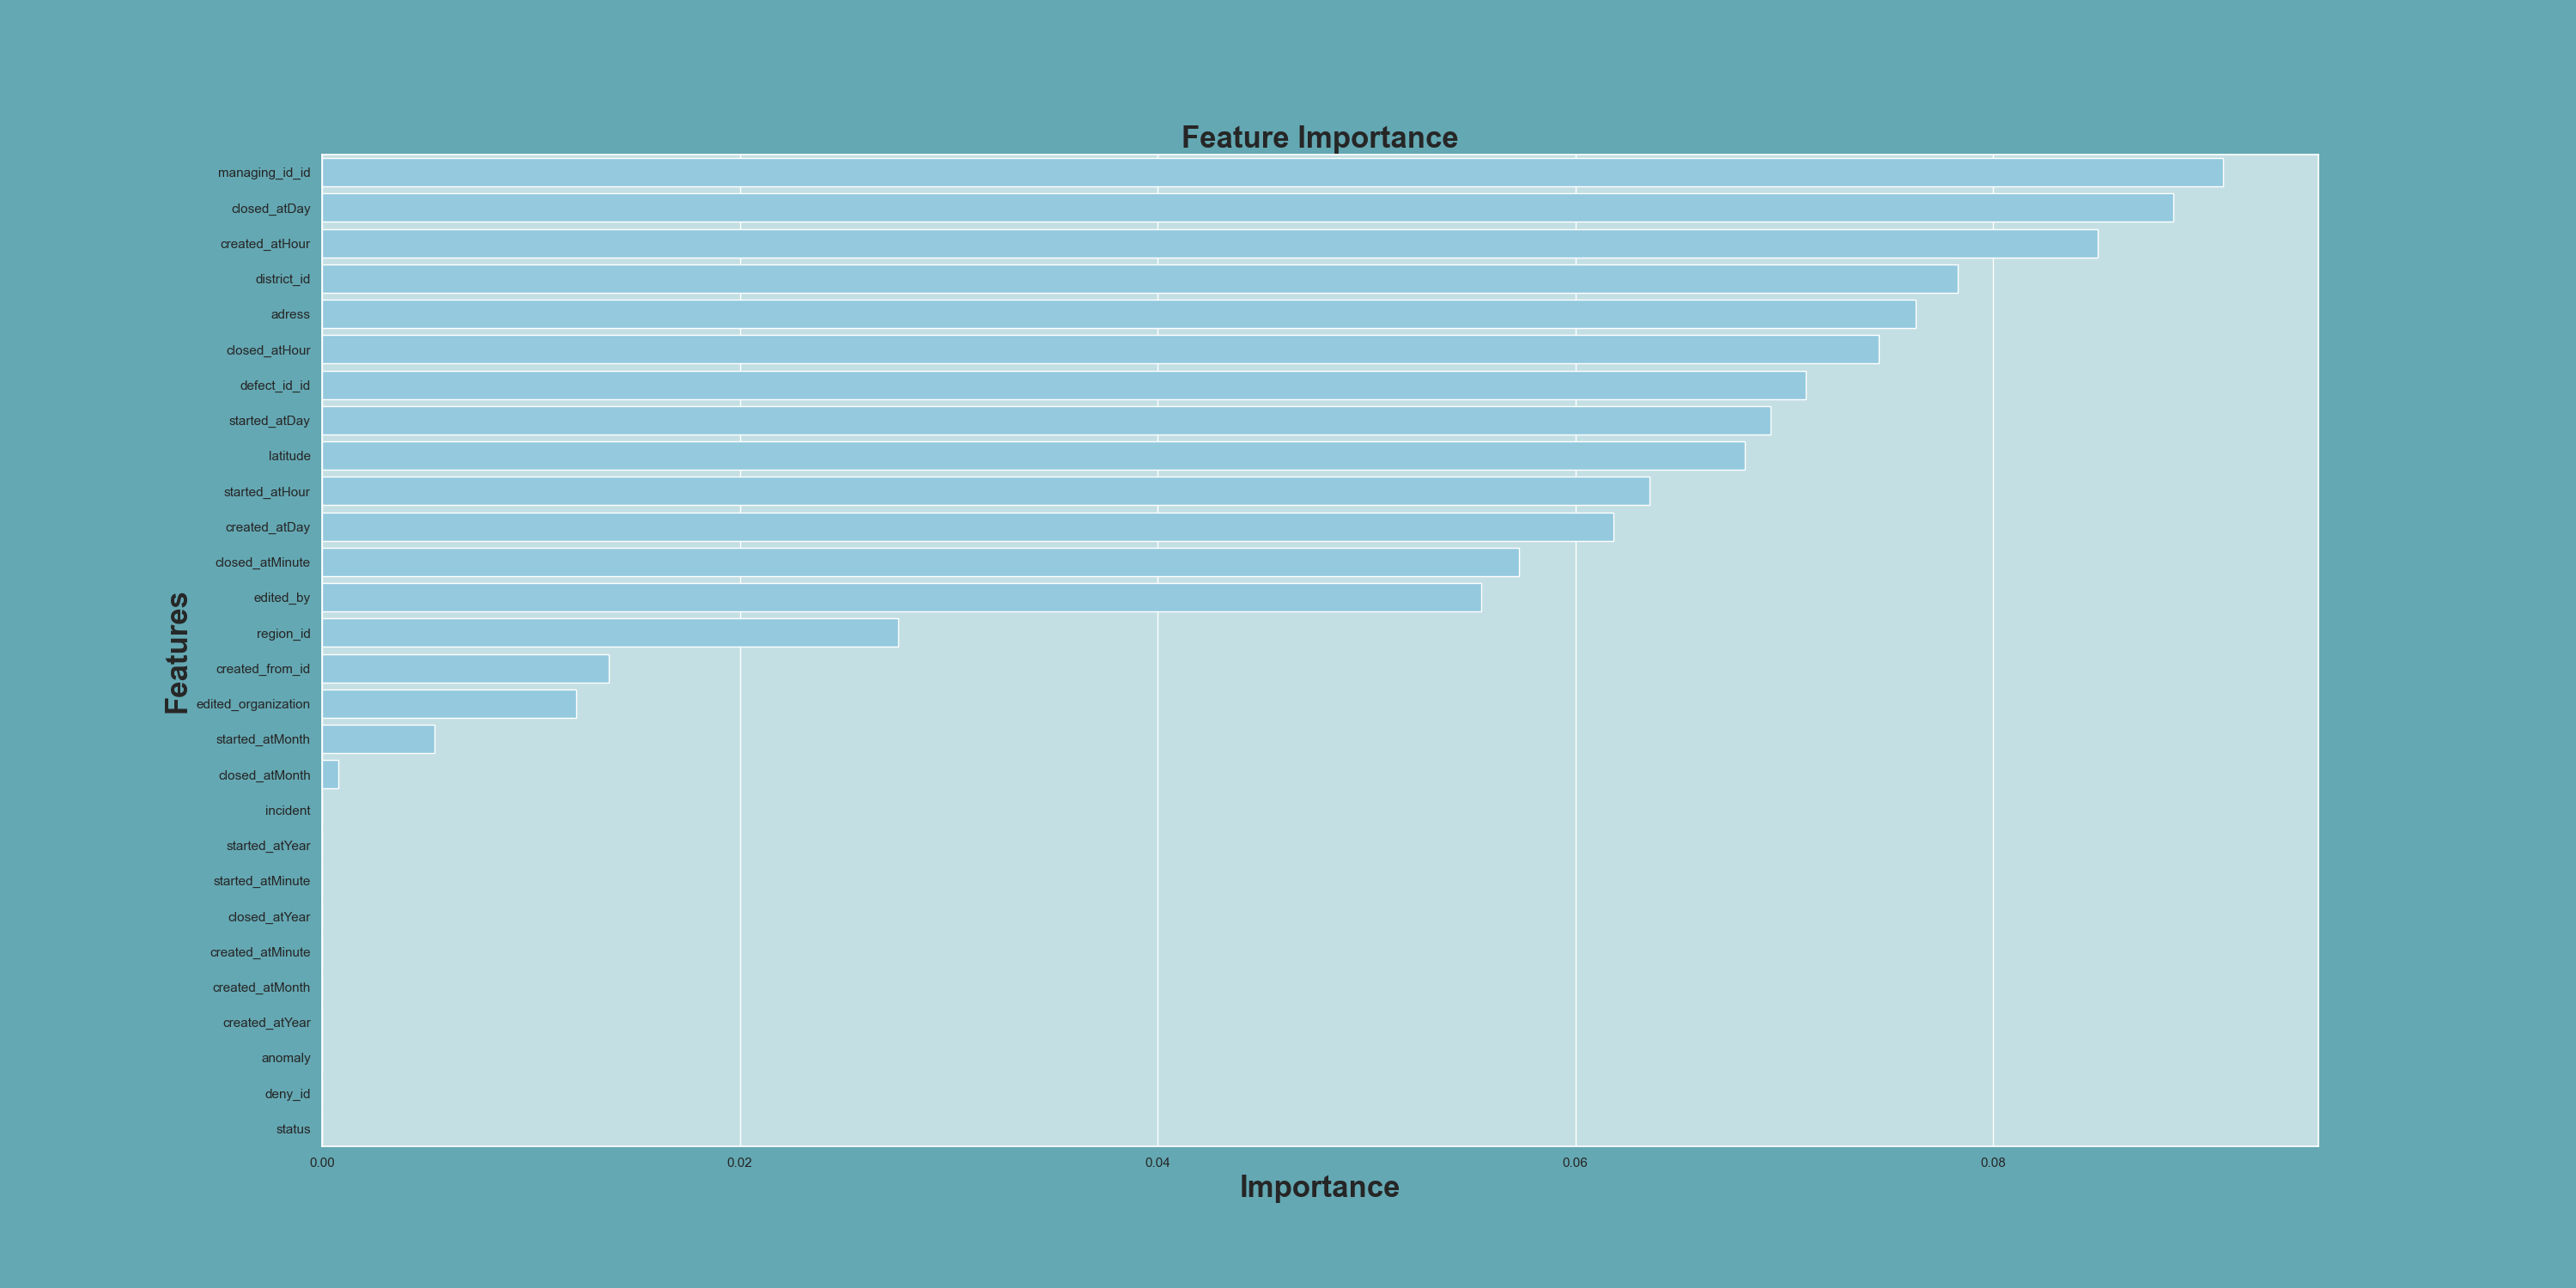 Feature Importance
managing_id_id
closed_atDay
created_atHour
district_id
adress
closed_atHour
defect_id_id
started_atDay
latitude
started_atHour
created_atDay
closed_atMinute
edited_by
region_id
created_from_id
edited_organization
started_atMonth
closed_atMonth
incident
started_atYear
started_atMinute
closed_atYear
created_atMinute
created_atMonth
created_atYear
anomaly
deny_id
status
Features
0.00 0.02 0.04 0.06 0.08
Importance